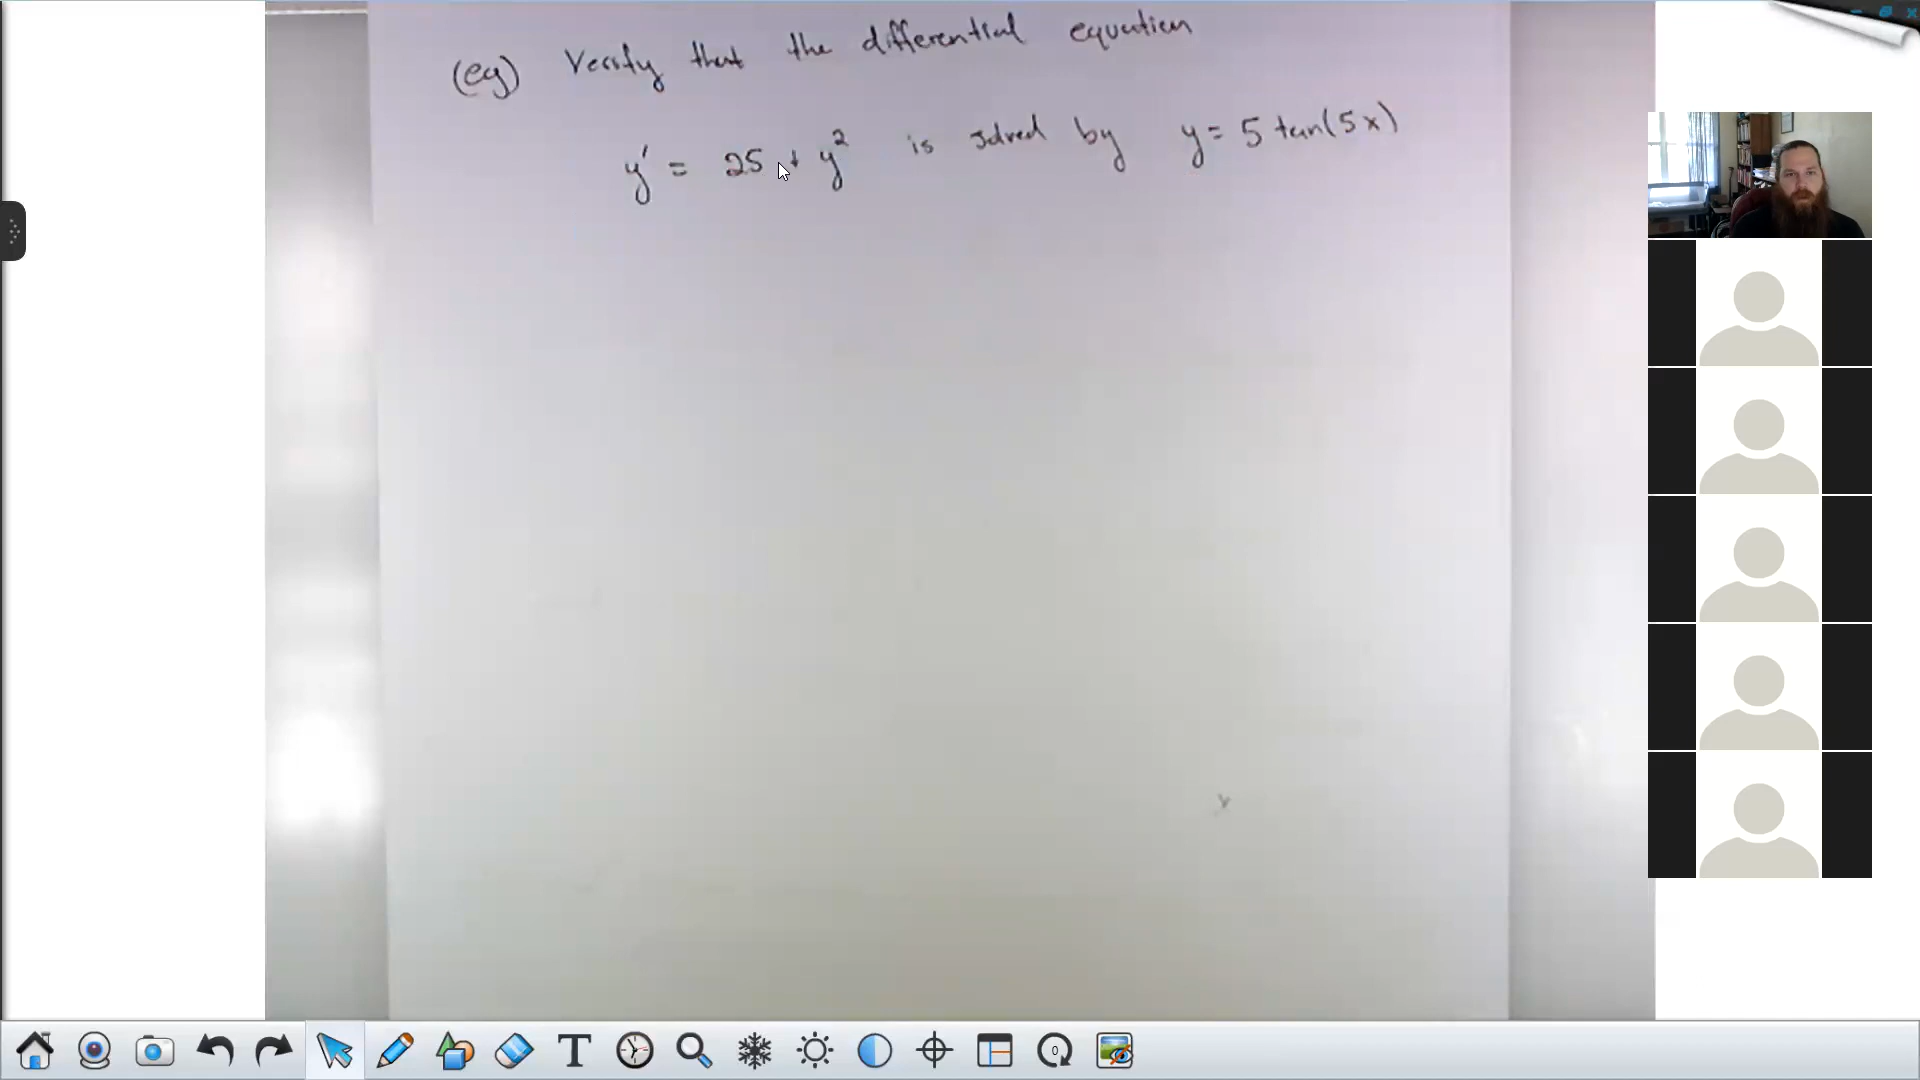 (eg) Verify that the differential equation
y' = 25 + y² is solved by y = 5 tan(5x)